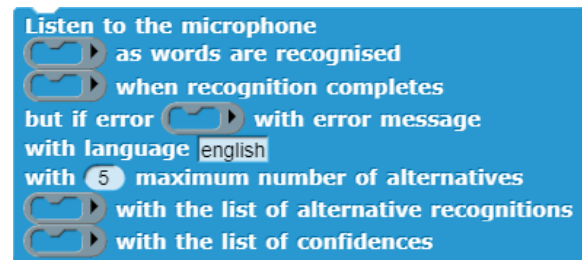 Listen to the microphone
as words are recognised
when recognition completes
but if error with error message
with language english
with 5 maximum number of alternatives
with the list of alternative recognitions
with the list of confidences